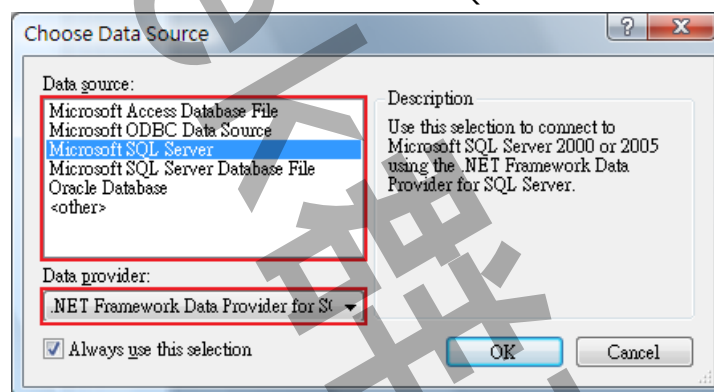 Choose Data Source
?
X
Data source:
Microsoft Access Database File
Microsoft ODBC Data Source
Microsoft SQL Server
Microsoft SQL Server Database File
Oracle Database
<other>
Data provider:
.NET Framework Data Provider for S
Always use this selection
Description
Use this selection to connect to
Microsoft SQL Server 2000 or 2005
using the .NET Framework Data
Provider for SQL Server.
OK
Cancel